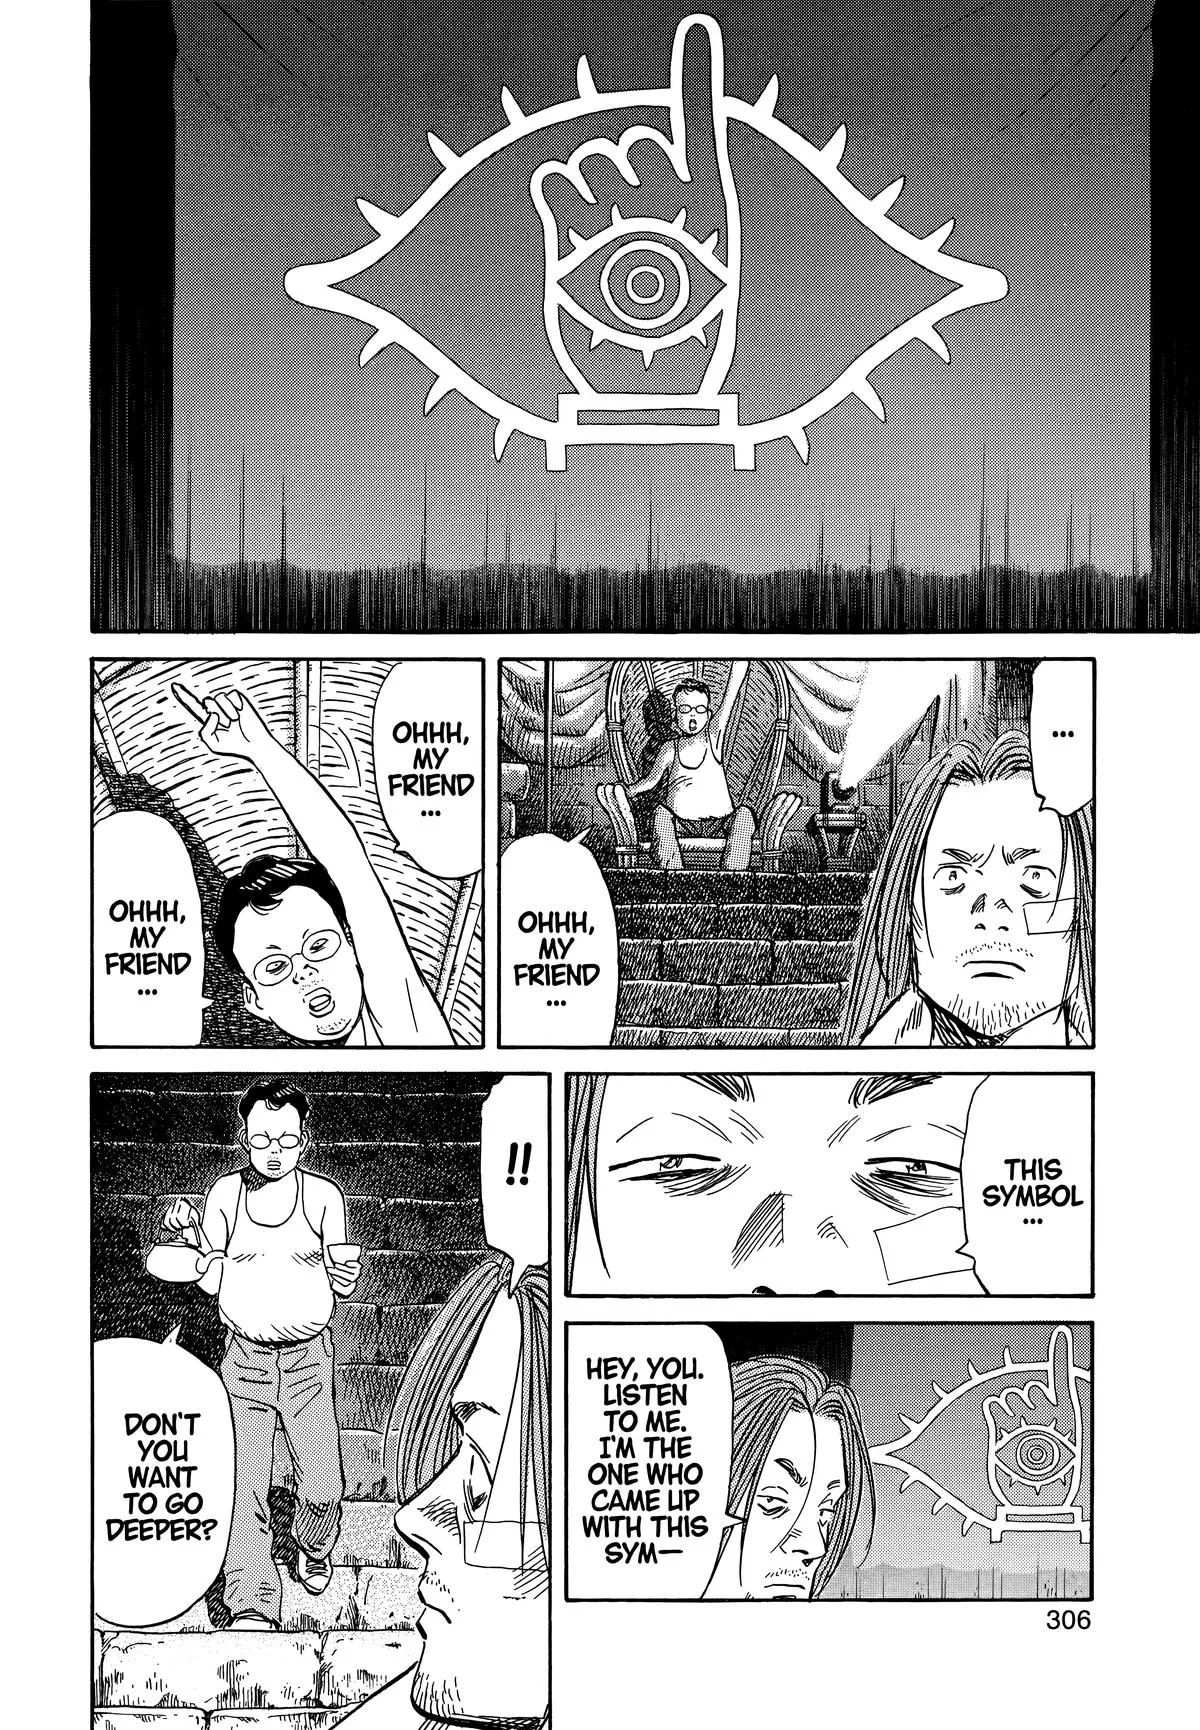 ...
OHHH,
MY
FRIEND
...
OHHH,
MY
FRIEND
...
OHHH,
MY
FRIEND
...
THIS
SYMBOL
...
HEY, YOU.
LISTEN
TO ME.
I'M THE
ONE WHO
CAME UP
WITH THIS
SYM—
!!
DON'T
YOU
WANT
TO GO
DEEPER?
306